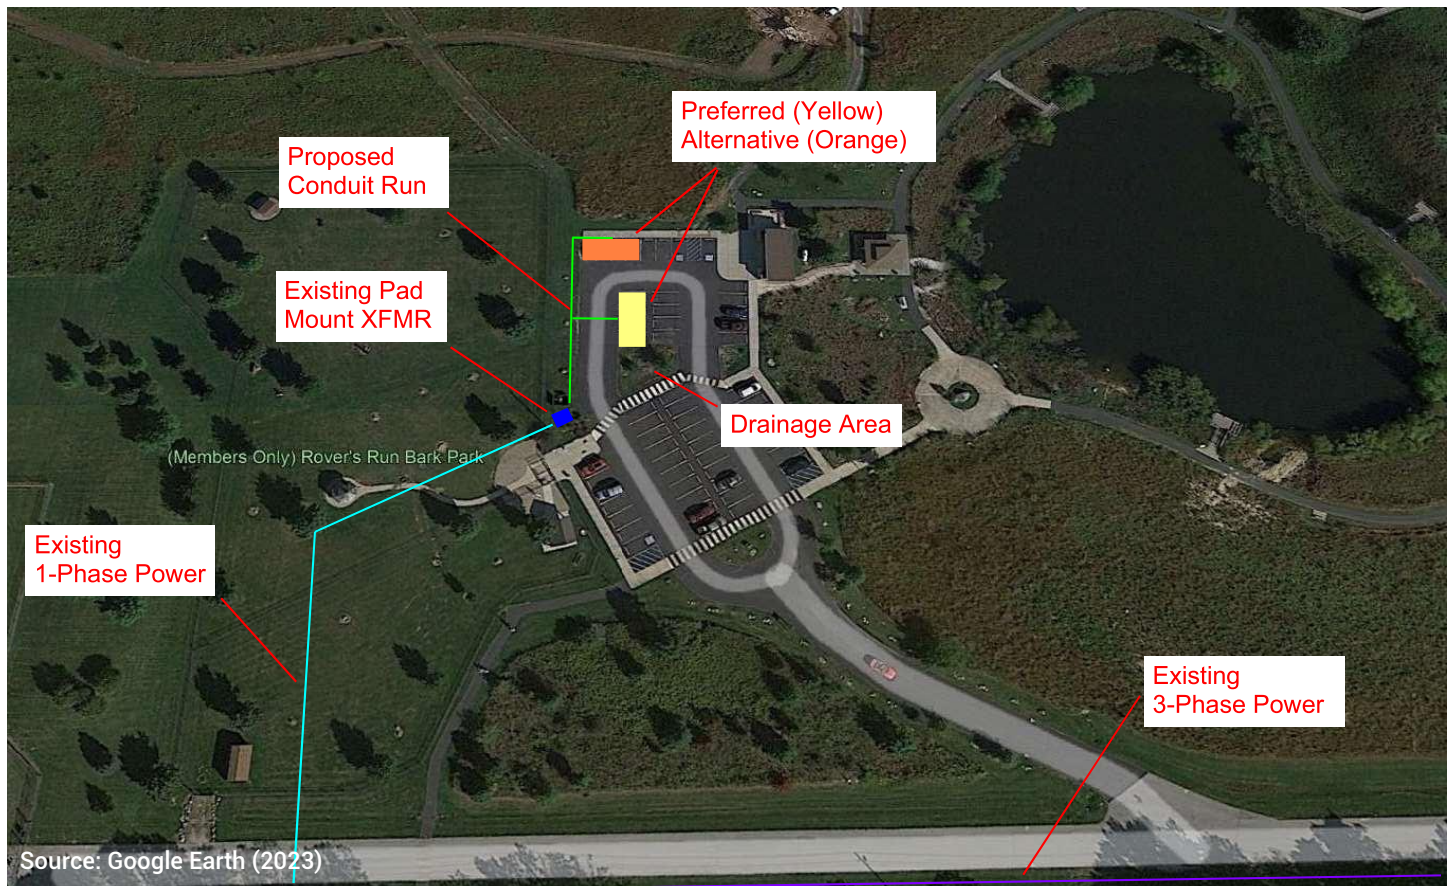 Preferred (Yellow)
Alternative (Orange)
Proposed
Conduit Run
Existing Pad
Mount XFMR
Drainage Area
(Members Only) Rover's Run Bark Park
Existing
1-Phase Power
Existing
3-Phase Power
Source: Google Earth (2023)